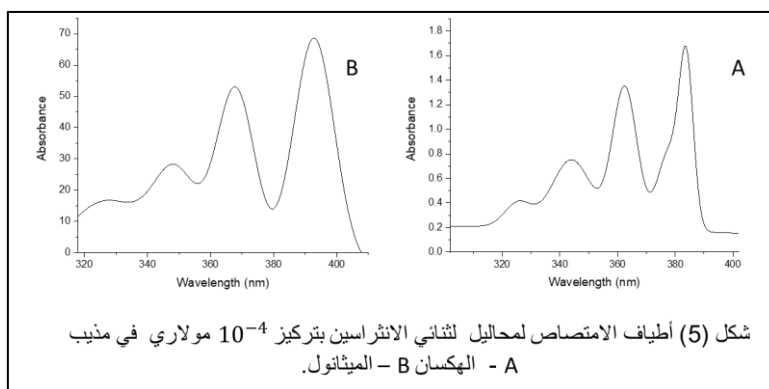 B
Absorbance
70
60
50
40
30
20
10
0
320 340 360 380 400
Wavelength (nm)
A
Absorbance
1.8
1.6
1.4
1.2
1.0
0.8
0.6
0.4
0.2
0.0
320 340 360 380 400
Wavelength (nm)
شكل (5) أطياف الامتصاص لمحاليل لثنائي الانثراسين بتركيز 10⁻⁴ مولاري في مذيب
A - الهكسان B – الميثانول.